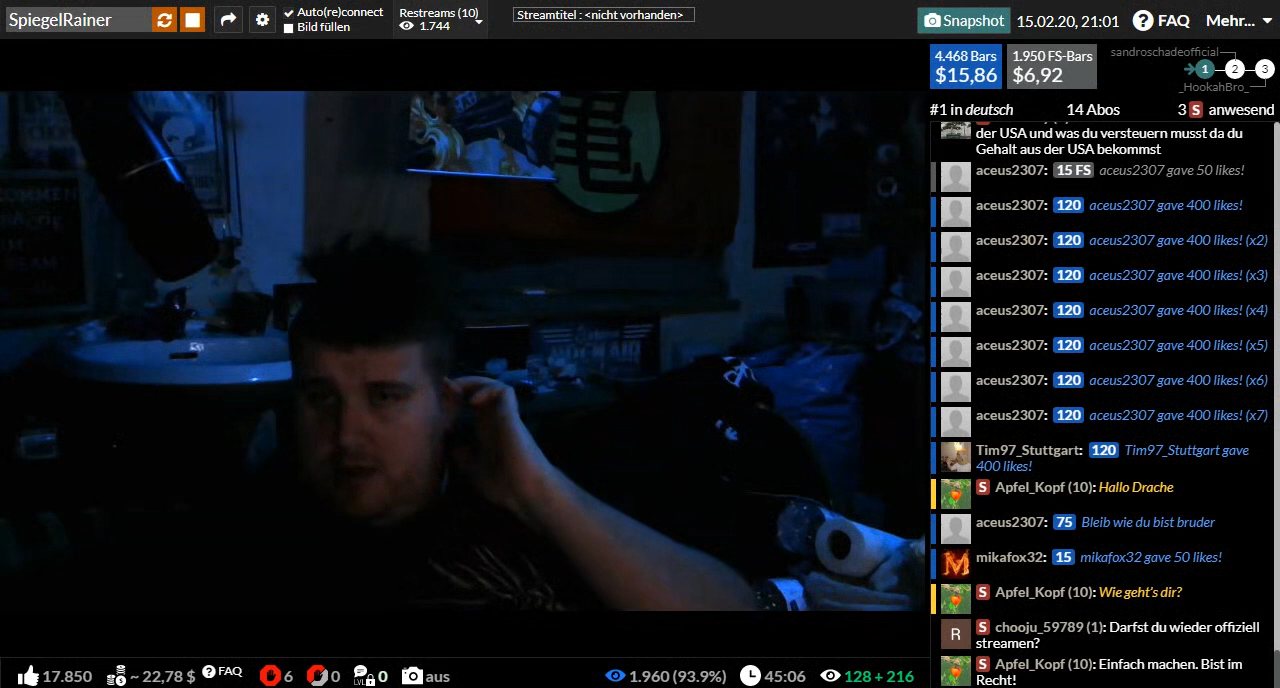 SpiegelRainer
Auto(re)connect
Bild füllen
Restreams (10)
1.744
Streamtitel : <nicht vorhanden>
Snapshot
15.02.20, 21:01
FAQ
Mehr...
4.468 Bars
$15,86
1.950 FS-Bars
$6,92
sandroschadeofficial
1 2 3
_HookahBro_
#1 in deutsch
14 Abos
3 S anwesend
der USA und was du versteuern musst da du
Gehalt aus der USA bekommst
aceus2307: 15 FS aceus2307 gave 50 likes!
aceus2307: 120 aceus2307 gave 400 likes!
aceus2307: 120 aceus2307 gave 400 likes! (x2)
aceus2307: 120 aceus2307 gave 400 likes! (x3)
aceus2307: 120 aceus2307 gave 400 likes! (x4)
aceus2307: 120 aceus2307 gave 400 likes! (x5)
aceus2307: 120 aceus2307 gave 400 likes! (x6)
aceus2307: 120 aceus2307 gave 400 likes! (x7)
Tim97_Stuttgart: 120 Tim97_Stuttgart gave
400 likes!
S Apfel_Kopf (10): Hallo Drache
aceus2307: 75 Bleib wie du bist bruder
M
mikafox32: 15 mikafox32 gave 50 likes!
S Apfel_Kopf (10): Wie geht's dir?
R
S chooju_59789 (1): Darfst du wieder offiziell
streamen?
S Apfel_Kopf (10): Einfach machen. Bist im
Recht!
17.850
~ 22,78 $
FAQ
6
0
LVL
0
aus
1.960 (93.9%)
45:06
128 + 216